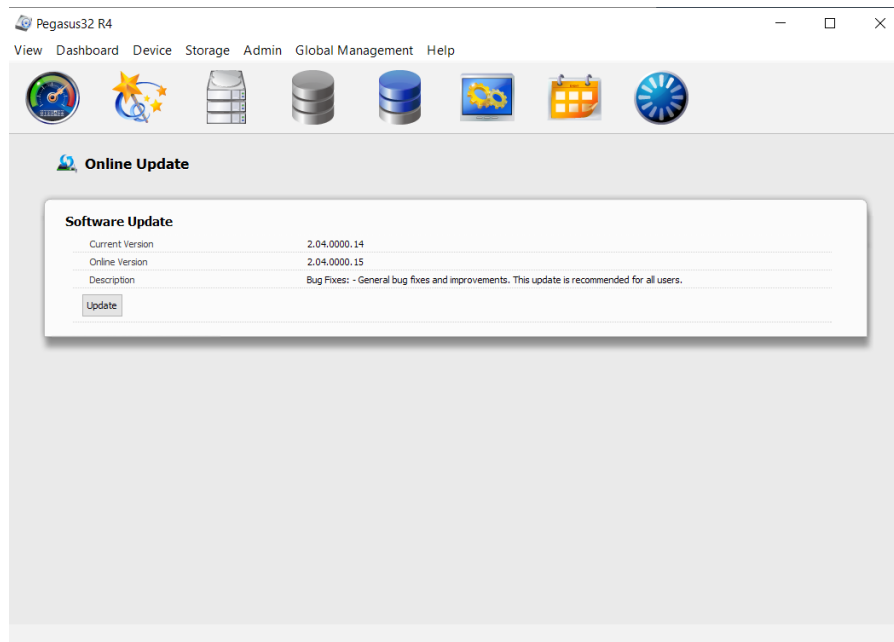 Pegasus32 R4
View Dashboard Device Storage Admin Global Management Help
Online Update
Software Update
Current Version 2.04.0000.14
Online Version 2.04.0000.15
Description Bug Fixes: - General bug fixes and improvements. This update is recommended for all users.
Update